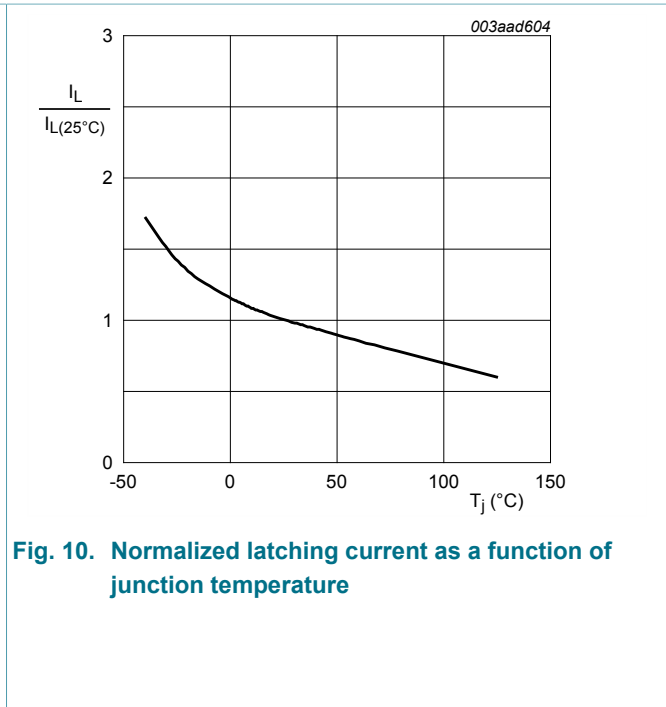 003aad604
3
I_L
I_L(25°C)
2
1
0
-50 0 50 100 150
T_j (°C)
Fig. 10. Normalized latching current as a function of
junction temperature